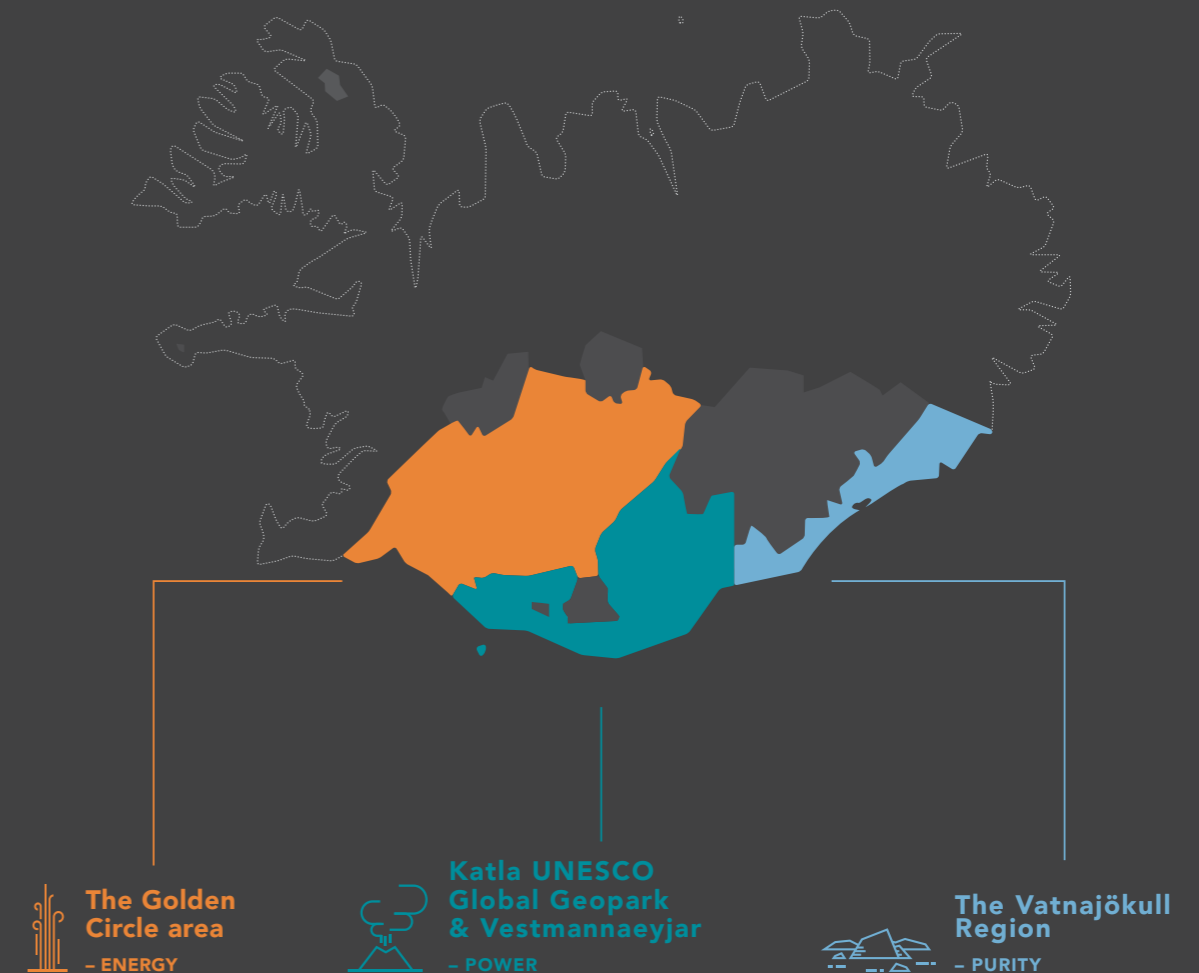 The Golden
Circle area
– ENERGY
Katla UNESCO
Global Geopark
& Vestmannaeyjar
– POWER
The Vatnajökull
Region
– PURITY